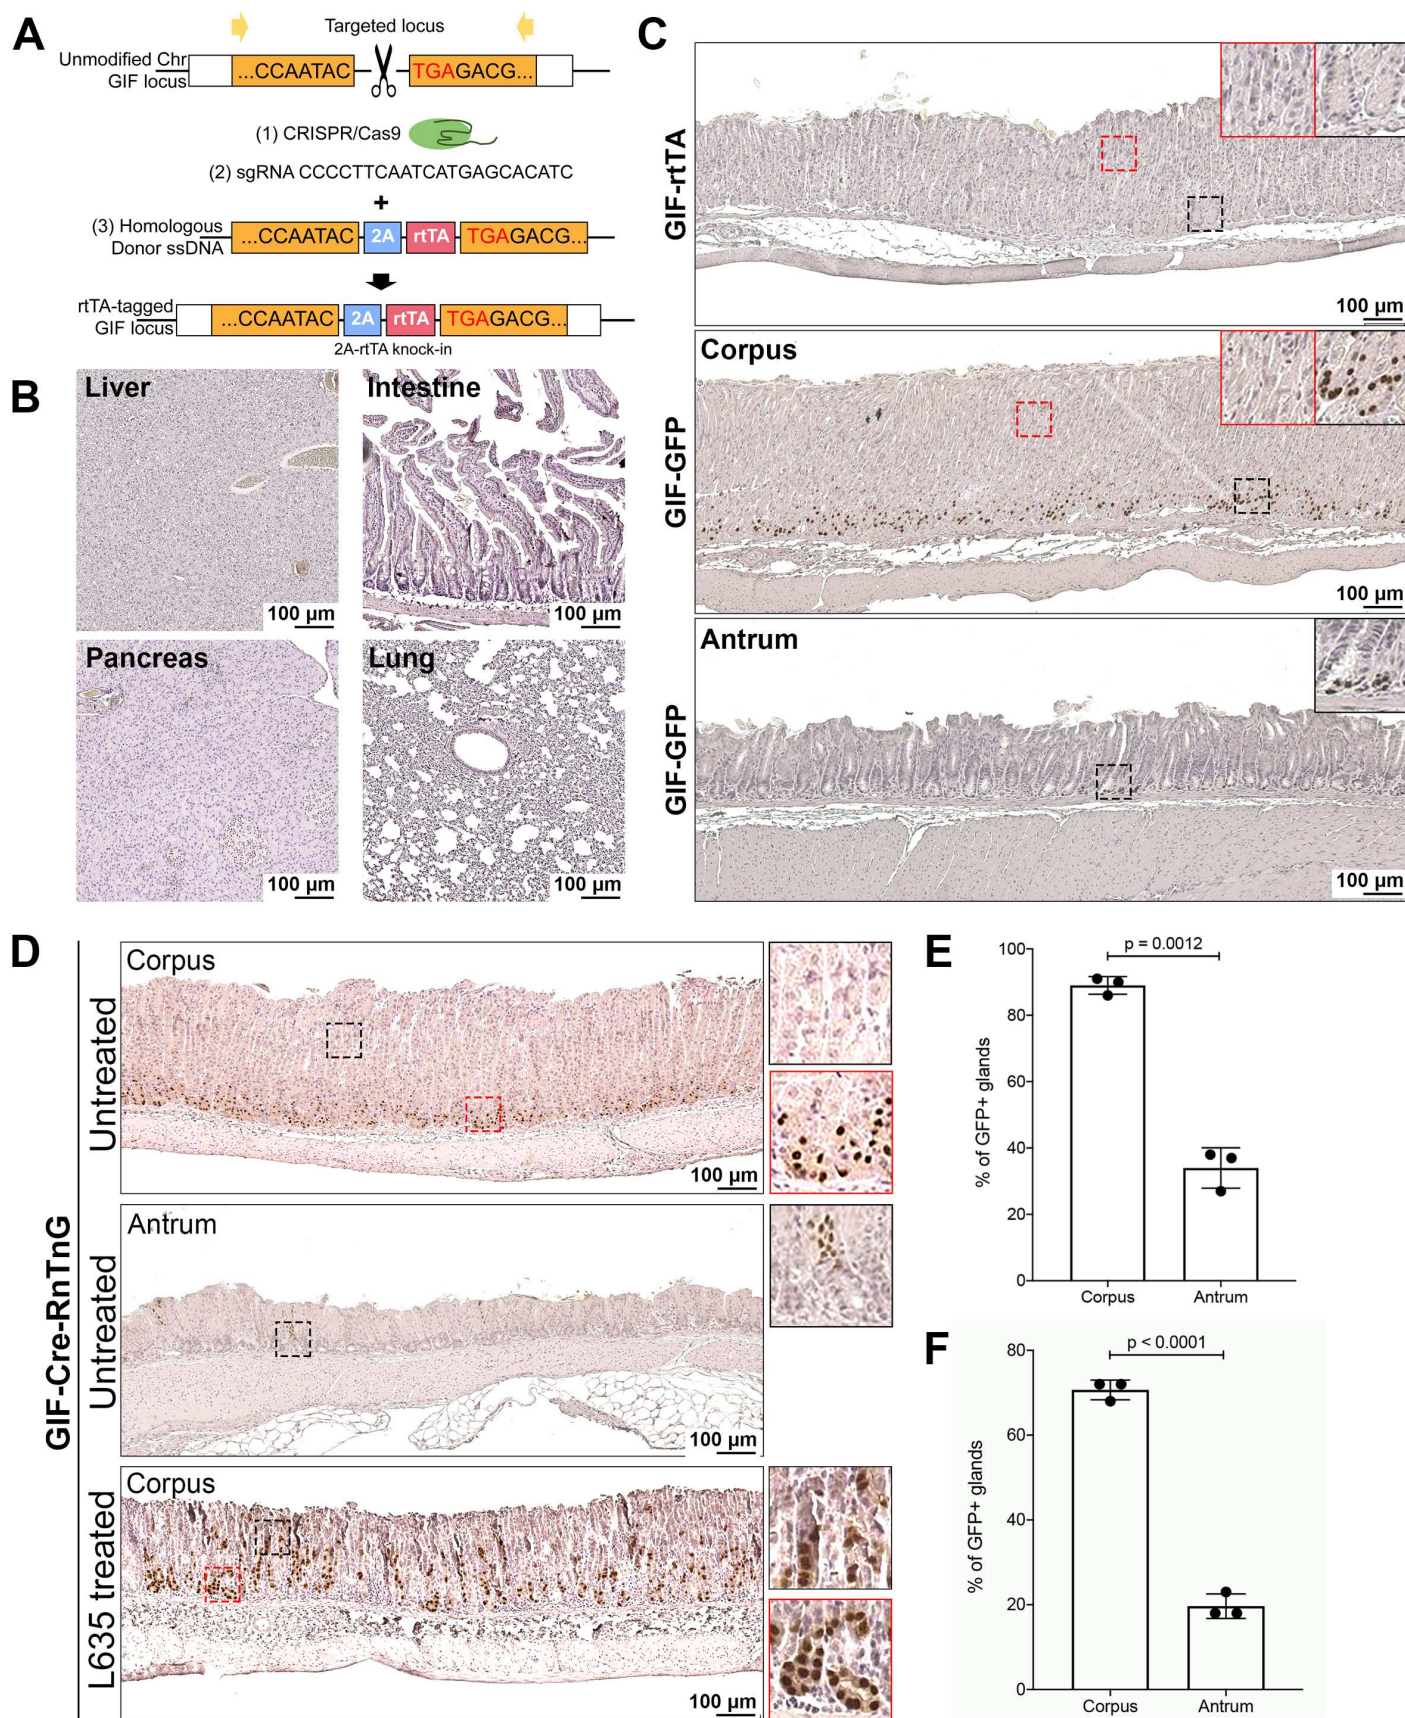 A
Targeted locus
Unmodified Chr
GIF locus
...CCAATAC
TGAGACG...
(1) CRISPR/Cas9
(2) sgRNA CCCCTTCAATCATGAGCACATC
+
(3) Homologous
Donor ssDNA
...CCAATAC
2A
rtTA
TGAGACG...
rtTA-tagged
GIF locus
...CCAATAC
2A
rtTA
TGAGACG...
2A-rtTA knock-in
B
Liver
100 µm
Intestine
100 µm
Pancreas
100 µm
Lung
100 µm
C
GIF-rtTA
100 µm
GIF-GFP
Corpus
100 µm
GIF-GFP
Antrum
100 µm
D
GIF-Cre-RnTnG
Untreated
Corpus
100 µm
Untreated
Antrum
100 µm
L635 treated
Corpus
100 µm
E
% of GFP+ glands
100
80
60
40
20
0
p = 0.0012
Corpus
Antrum
F
% of GFP+ glands
80
60
40
20
0
p < 0.0001
Corpus
Antrum